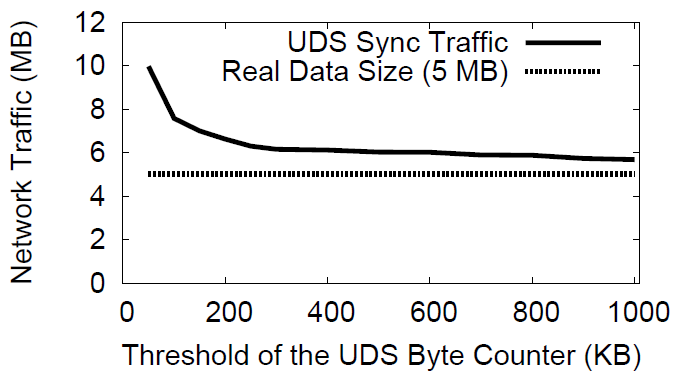 12
10
8
6
4
2
0
Network Traffic (MB)
UDS Sync Traffic
Real Data Size (5 MB)
0 200 400 600 800 1000
Threshold of the UDS Byte Counter (KB)